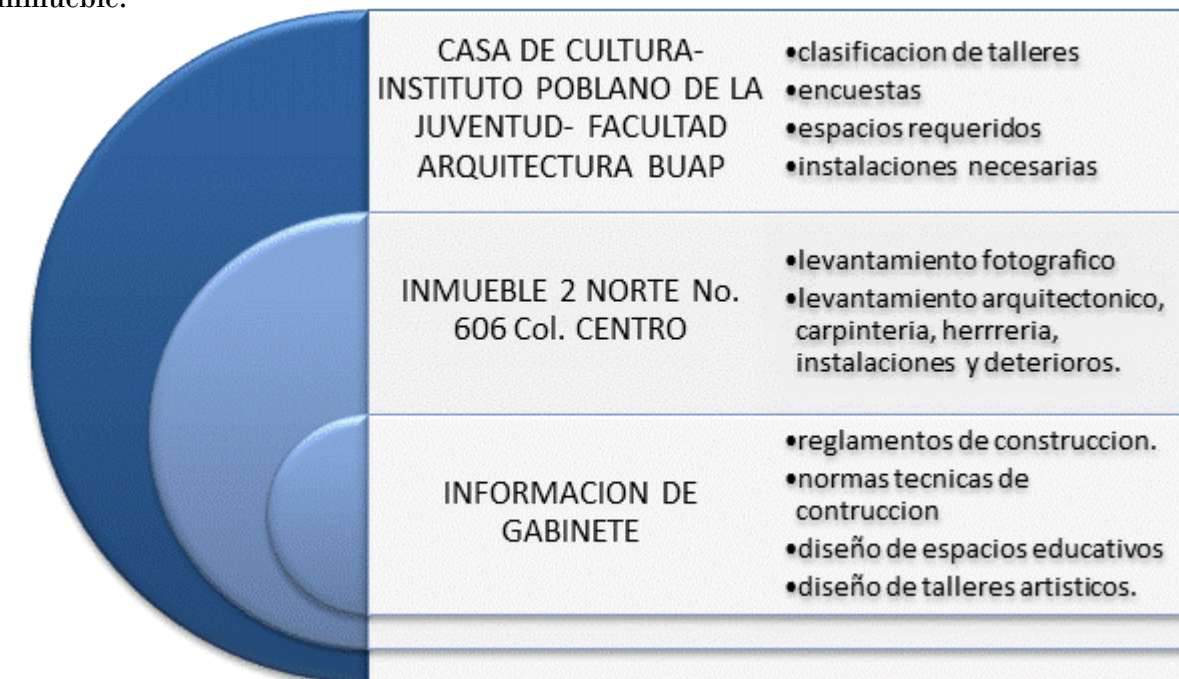 inmueble.
CASA DE CULTURA-
INSTITUTO POBLANO DE LA
JUVENTUD- FACULTAD
ARQUITECTURA BUAP
•clasificacion de talleres
•encuestas
•espacios requeridos
•instalaciones necesarias
INMUEBLE 2 NORTE No.
606 Col. CENTRO
•levantamiento fotografico
•levantamiento arquitectonico,
carpinteria, herrreria,
instalaciones y deterioros.
INFORMACION DE
GABINETE
•reglamentos de construccion.
•normas tecnicas de
contruccion
•diseño de espacios educativos
•diseño de talleres artisticos.